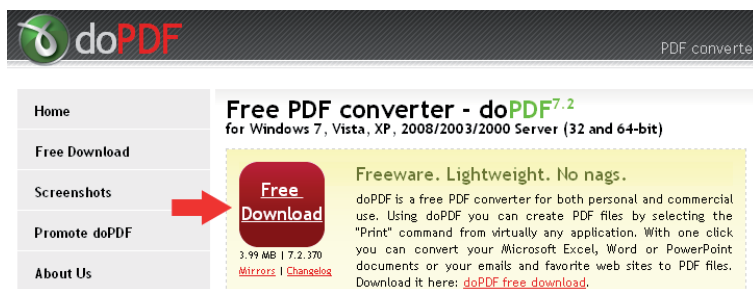 doPDF
PDF converte
Home
Free Download
Screenshots
Promote doPDF
About Us
Free PDF converter - doPDF7.2
for Windows 7, Vista, XP, 2008/2003/2000 Server (32 and 64-bit)
Free
Download
3.99 MB | 7.2.370
Mirrors | Changelog
Freeware. Lightweight. No nags.
doPDF is a free PDF converter for both personal and commercial
use. Using doPDF you can create PDF files by selecting the
"Print" command from virtually any application. With one click
you can convert your Microsoft Excel, Word or PowerPoint
documents or your emails and favorite web sites to PDF files.
Download it here: doPDF free download.